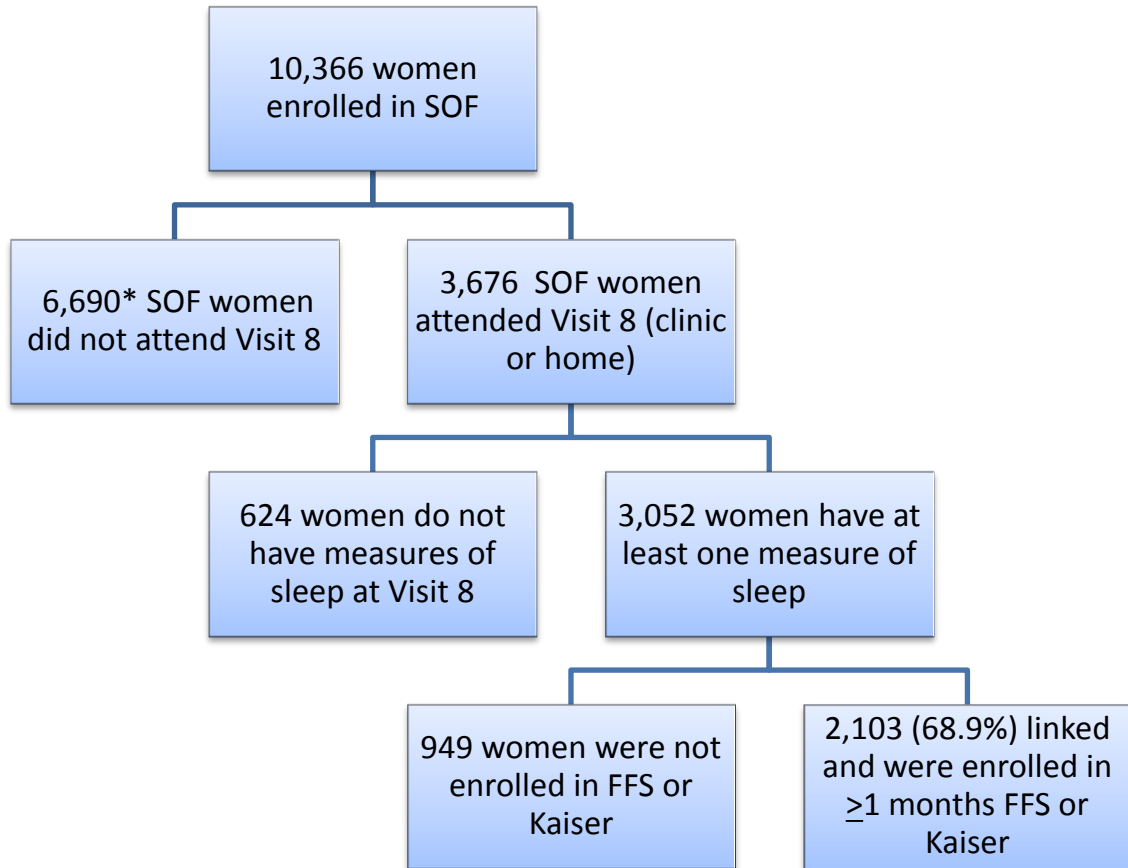 10,366 women
enrolled in SOF
6,690* SOF women
did not attend Visit 8
3,676  SOF women
attended Visit 8 (clinic
or home)
624 women do not
have measures of
sleep at Visit 8
3,052 women have at
least one measure of
sleep
949 women were not
enrolled in FFS or
Kaiser
2,103 (68.9%) linked
and were enrolled in
≥1 months FFS or
Kaiser